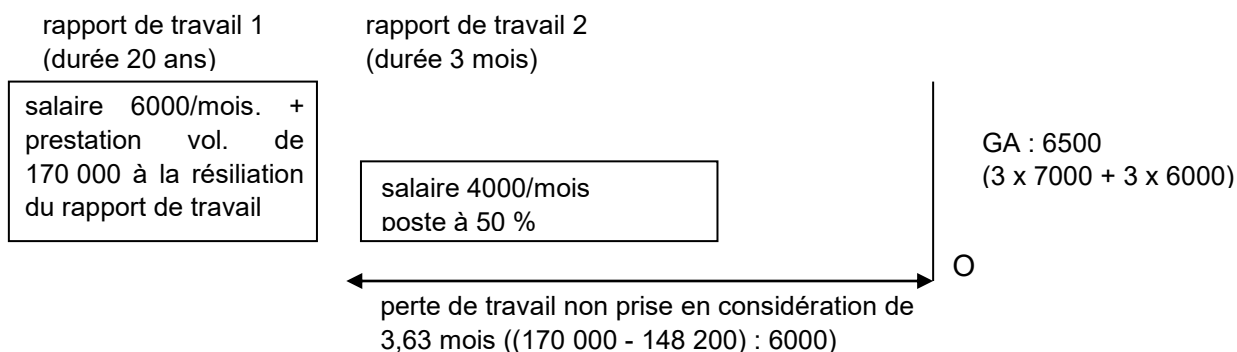 rapport de travail 1
(durée 20 ans)
rapport de travail 2
(durée 3 mois)
salaire 6000/mois. +
prestation vol. de
170 000 à la résiliation
du rapport de travail
salaire 4000/mois
poste à 50 %
GA : 6500
(3 x 7000 + 3 x 6000)
O
perte de travail non prise en considération de
3,63 mois ((170 000 - 148 200) : 6000)